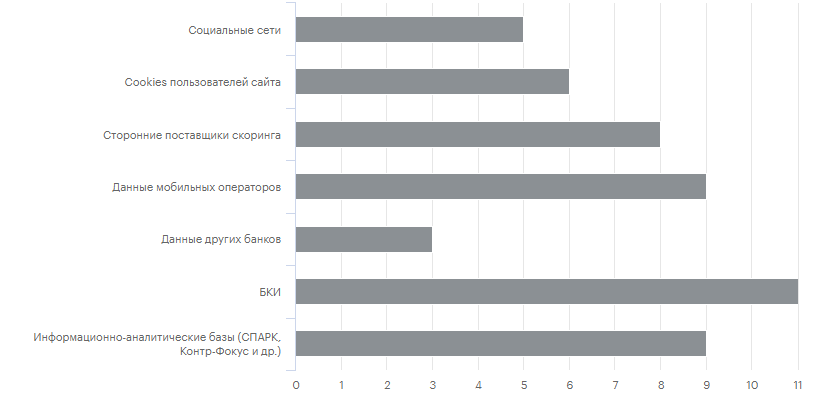 Социальные сети
Cookies пользователей сайта
Сторонние поставщики скоринга
Данные мобильных операторов
Данные других банков
БКИ
Информационно-аналитические базы (СПАРК,
Контр-Фокус и др.)
0 1 2 3 4 5 6 7 8 9 10 11